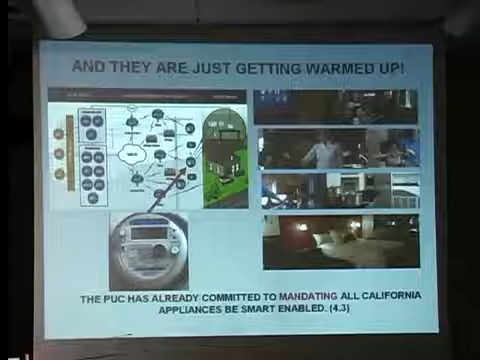 AND THEY ARE JUST GETTING WARMED UP!
THE PUC HAS ALREADY COMMITTED TO MANDATING ALL CALIFORNIA
APPLIANCES BE SMART ENABLED. (4.3)